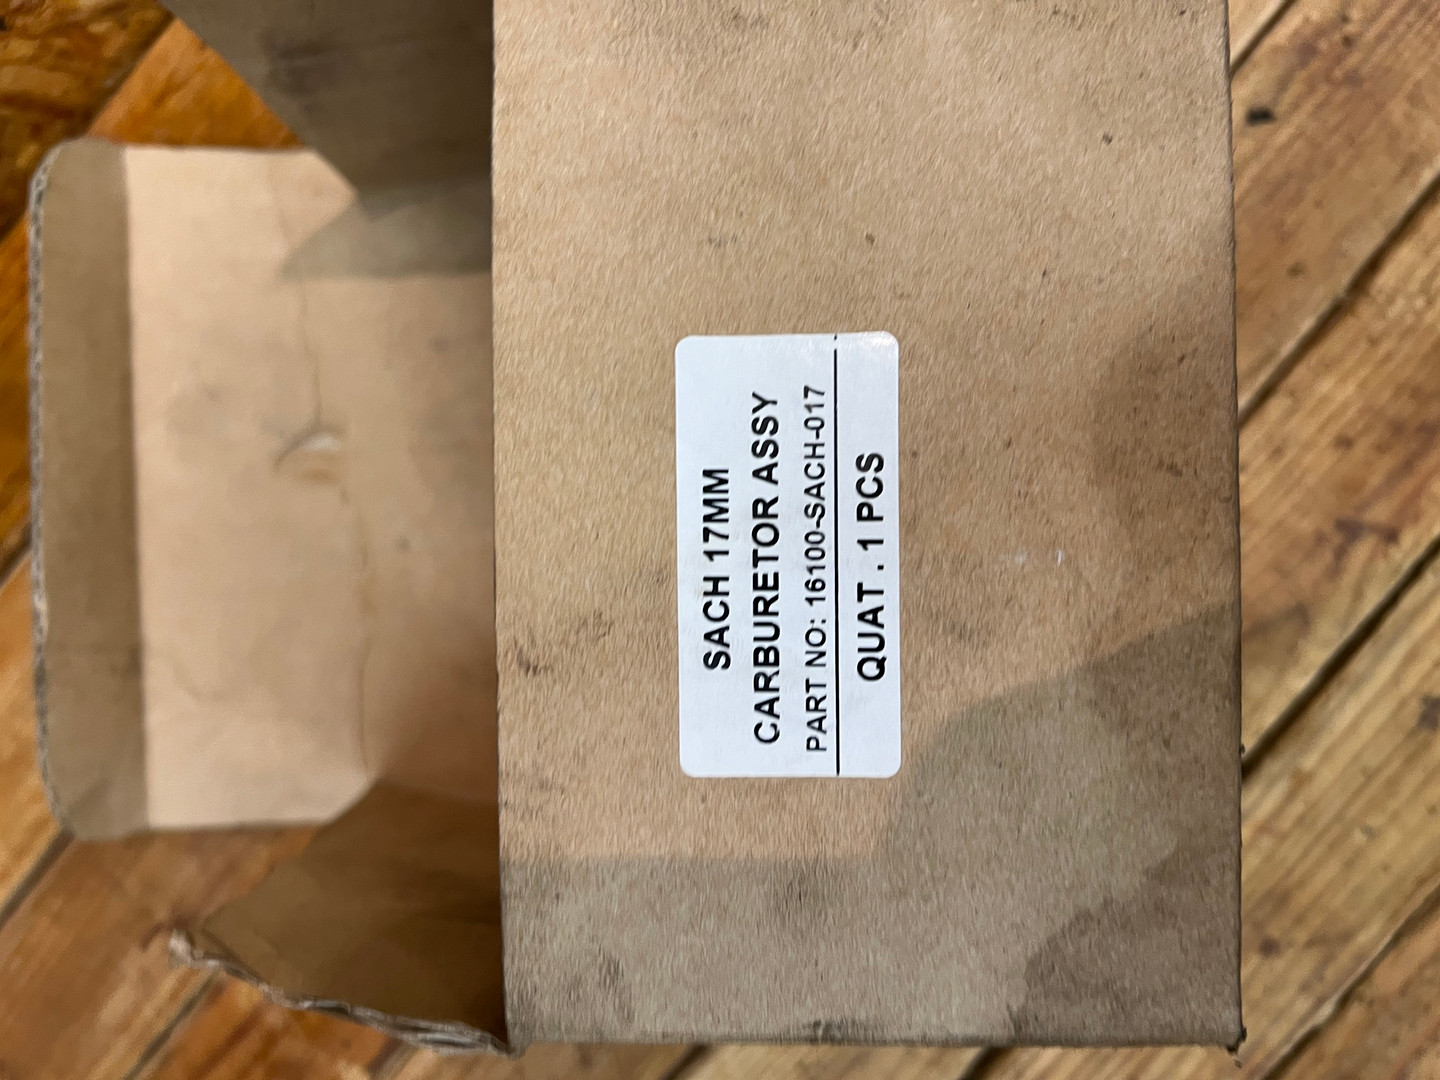 SACH 17MM
CARBURETOR ASSY
PART NO: 16100-SACH-017
QUAT . 1 PCS